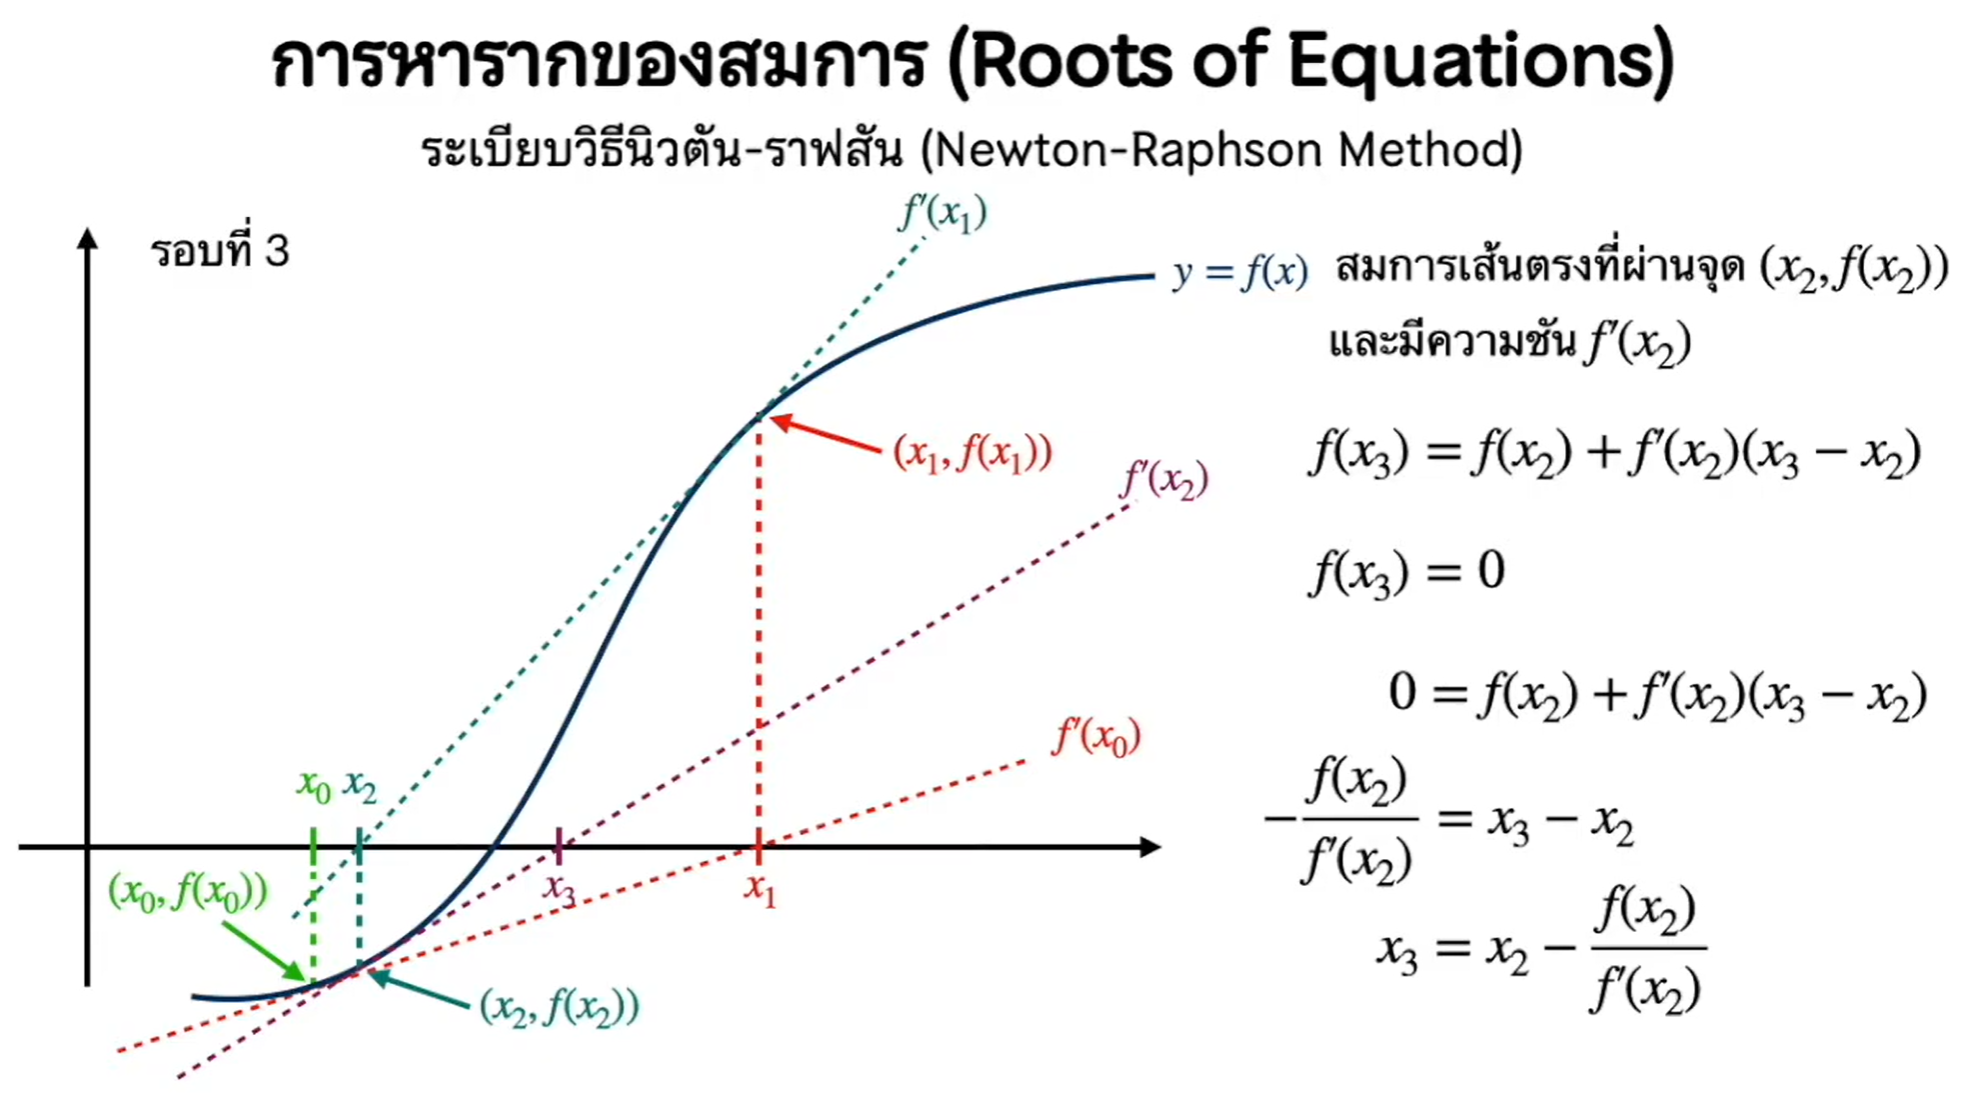 การหารากของสมการ (Roots of Equations)
ระเบียบวิธีนิวตัน-ราฟสัน (Newton-Raphson Method)
รอบที่ 3
f′(x₁)
y = f(x)
สมการเส้นตรงที่ผ่านจุด (x₂, f(x₂))
และมีความชัน f′(x₂)
(x₁, f(x₁))
f′(x₂)
f(x₃) = f(x₂) + f′(x₂)(x₃ − x₂)
f(x₃) = 0
0 = f(x₂) + f′(x₂)(x₃ − x₂)
f′(x₀)
x₀ x₂
−f(x₂)/f′(x₂) = x₃ − x₂
(x₀, f(x₀))
x₃
x₁
x₃ = x₂ − f(x₂)/f′(x₂)
(x₂, f(x₂))